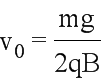 v₀ = mg / 2qB